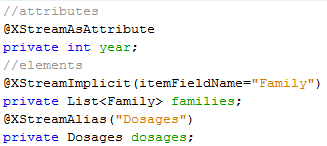 //attributes
@XStreamAsAttribute
private int year;
//elements
@XStreamImplicit(itemFieldName="Family")
private List<Family> families;
@XStreamAlias("Dosages")
private Dosages dosages;